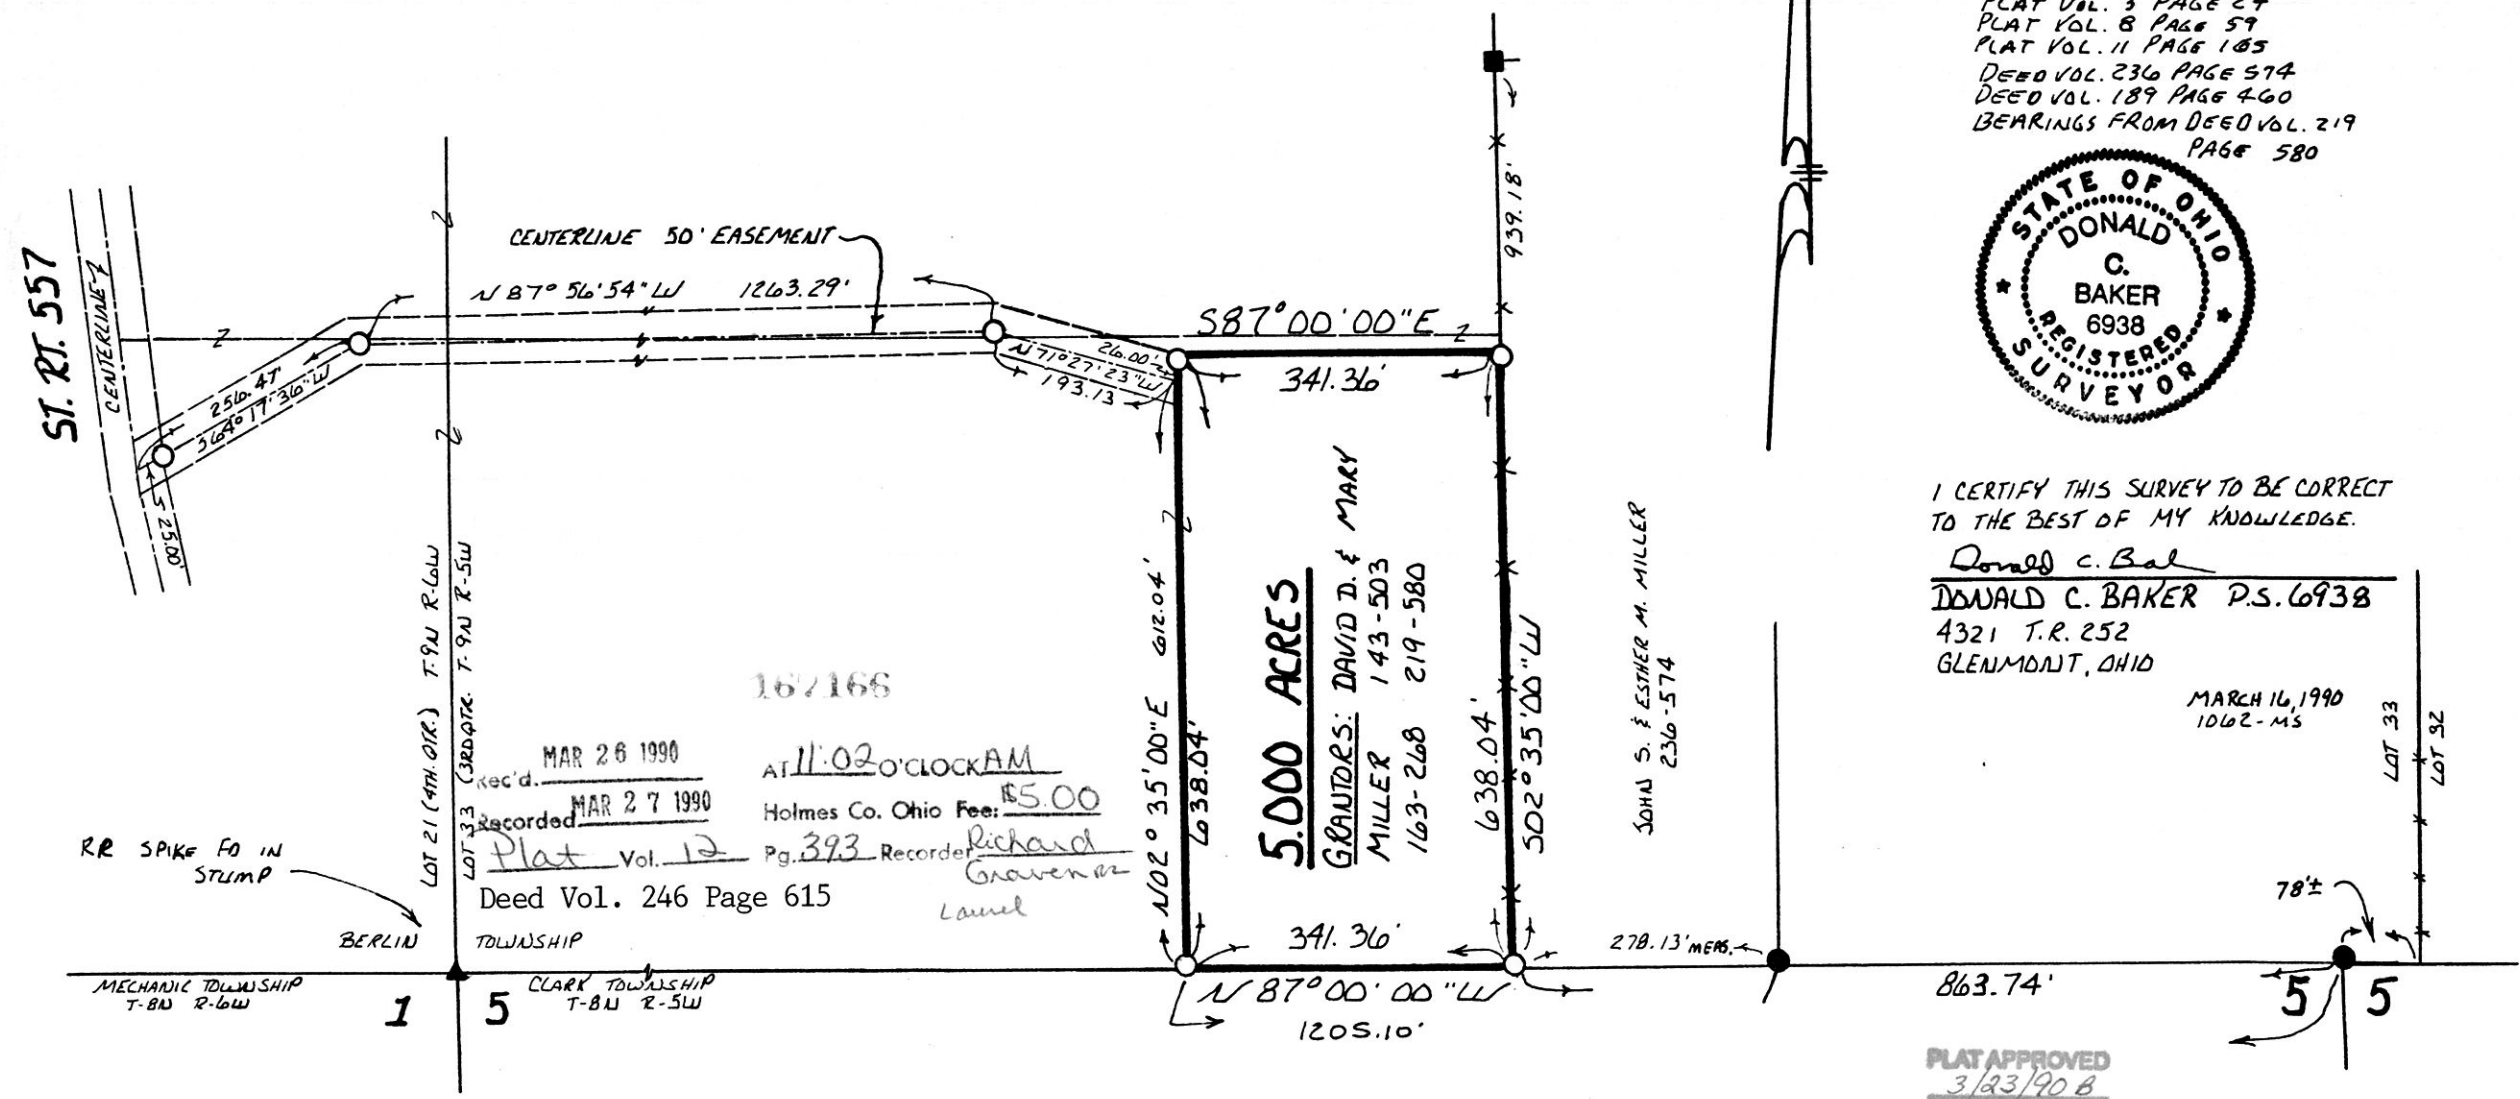 PLAT VOL. 8 PAGE 59
PLAT VOL. 11 PAGE 165
DEED VOL. 236 PAGE 574
DEED VOL. 189 PAGE 460
BEARINGS FROM DEED VOL. 219
PAGE 580
STATE OF OHIO
DONALD
C.
BAKER
6938
REGISTERED
SURVEYOR
ST. RT. 557
CENTERLINE
CENTERLINE 50' EASEMENT
N 87° 56' 54" W 1263.29'
256.47'
S 64° 17' 36" W
25.00'
26.00'
N 71° 27' 23" W
193.13
S87° 00' 00" E
341.36'
939.18'
LOT 21 (4TH. QTR.) T-9N R-6W
LOT 33 (3RD QTR. T-9N R-5W
612.04'
N02° 35' 00" E
638.04'
5.000 ACRES
GRANTORS: DAVID D. & MARY
MILLER 143-503
163-268 219-580
638.04'
S02° 35' 00" W
JOHN S. & ESTHER M. MILLER
236-574
I CERTIFY THIS SURVEY TO BE CORRECT
TO THE BEST OF MY KNOWLEDGE.
DONALD C. BAKER P.S. 6938
4321 T.R. 252
GLENMONT, OHIO
MARCH 16, 1990
1062-MS
LOT 33
LOT 32
167166
Rec'd. MAR 26 1990 AT 11:02 O'CLOCK AM
Recorded MAR 27 1990 Holmes Co. Ohio Fee: $5.00
Plat Vol. 12 Pg. 393 Recorder Richard
Graven
Deed Vol. 246 Page 615
Laurel
RR SPIKE FD IN
STUMP
BERLIN TOWNSHIP
MECHANIC TOWNSHIP
T-8N R-6W
1
5
CLARK TOWNSHIP
T-8N R-5W
341.36'
N 87° 00' 00" W
1205.10'
278.13' MEAS.
863.74'
78'±
5 5
PLAT APPROVED
3/23/90 B